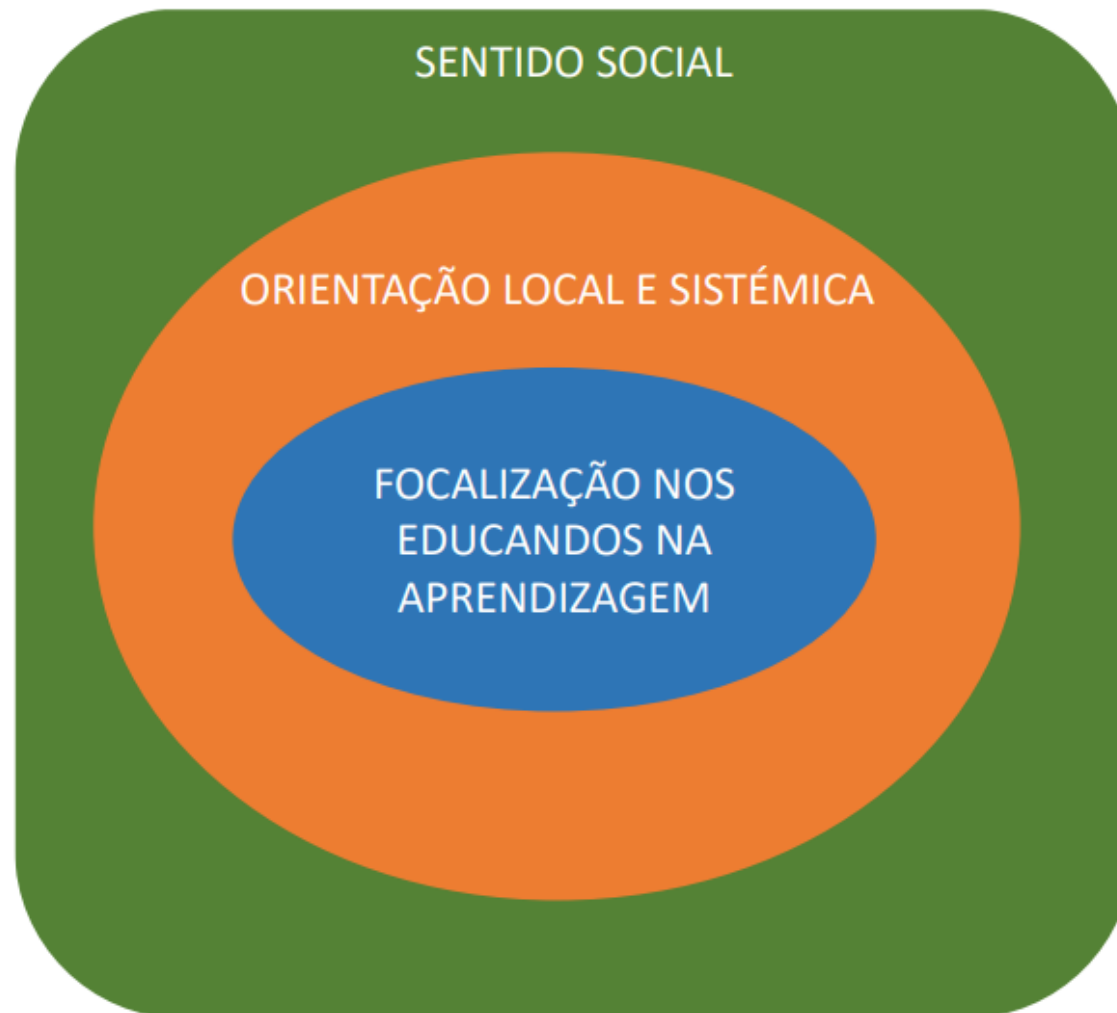 SENTIDO SOCIAL
ORIENTAÇÃO LOCAL E SISTÉMICA
FOCALIZAÇÃO NOS
EDUCANDOS NA
APRENDIZAGEM